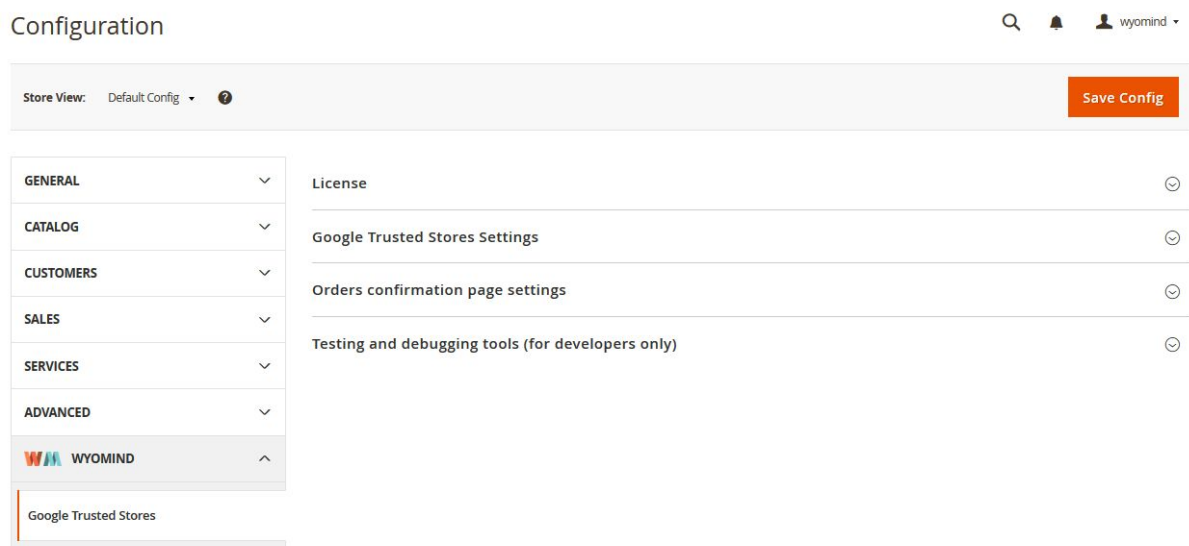 Configuration
wyomind
Store View: Default Config ?
Save Config
GENERAL
CATALOG
CUSTOMERS
SALES
SERVICES
ADVANCED
WM WYOMIND
Google Trusted Stores
License
Google Trusted Stores Settings
Orders confirmation page settings
Testing and debugging tools (for developers only)